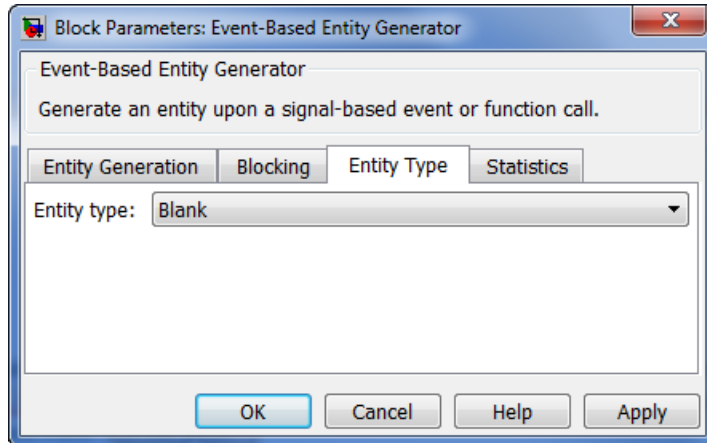 Block Parameters: Event-Based Entity Generator
Event-Based Entity Generator
Generate an entity upon a signal-based event or function call.
Entity Generation Blocking Entity Type Statistics
Entity type: Blank
OK Cancel Help Apply